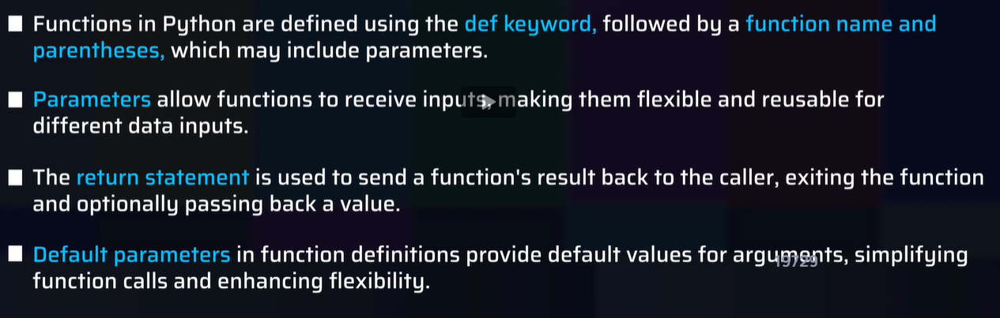 Functions in Python are defined using the def keyword, followed by a function name and
parentheses, which may include parameters.
Parameters allow functions to receive inputs, making them flexible and reusable for
different data inputs.
The return statement is used to send a function's result back to the caller, exiting the function
and optionally passing back a value.
Default parameters in function definitions provide default values for arguments, simplifying
19729
function calls and enhancing flexibility.